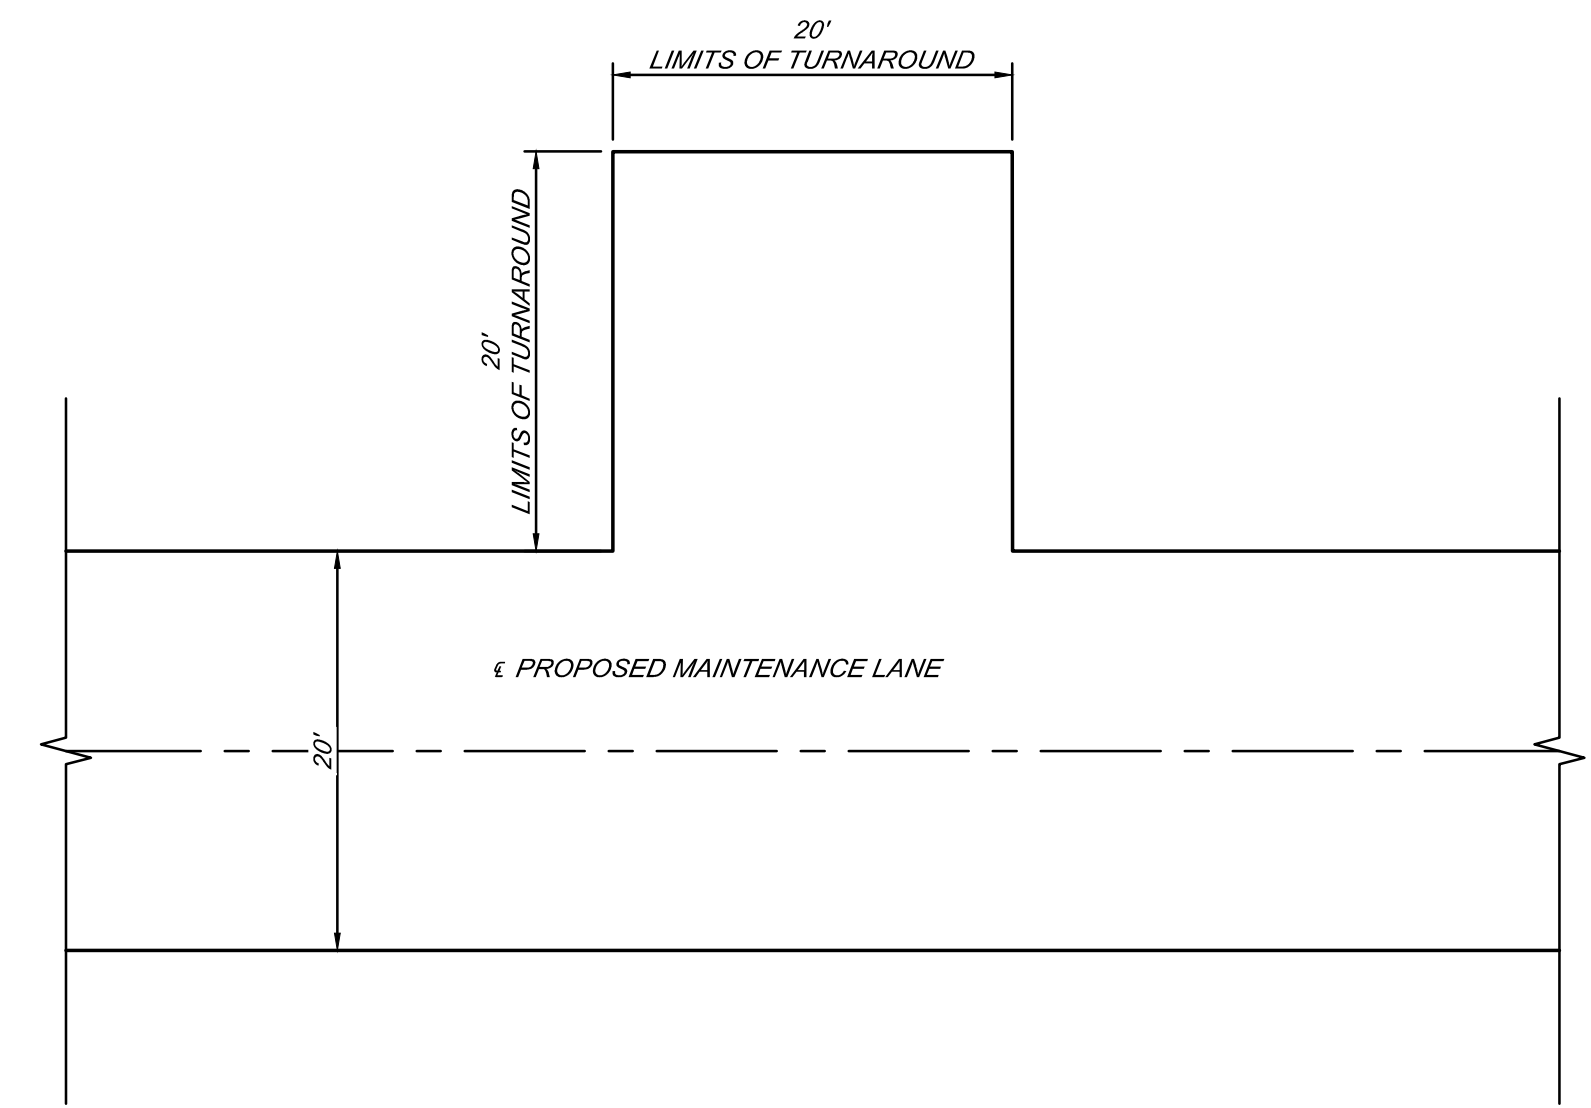 20'
LIMITS OF TURNAROUND
20'
LIMITS OF TURNAROUND
℄ PROPOSED MAINTENANCE LANE
20'